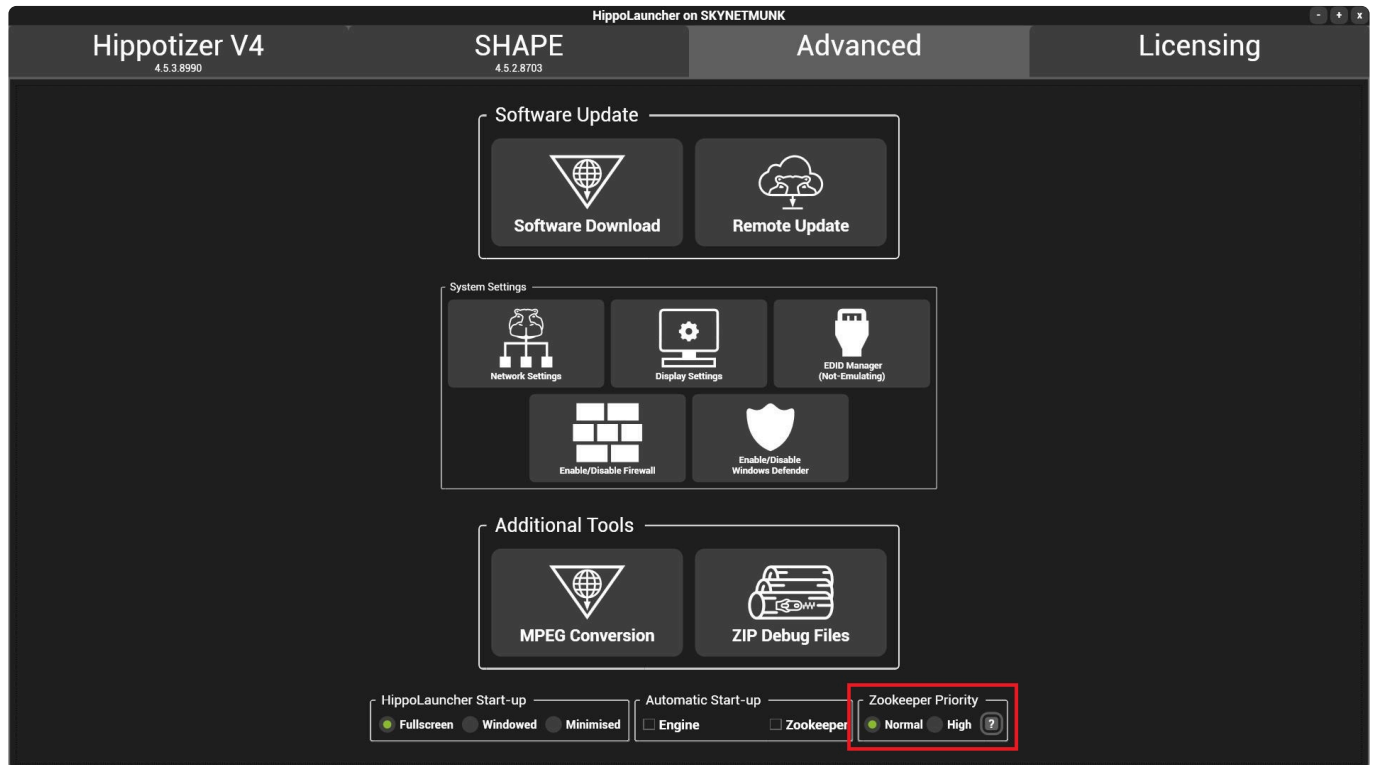 HippoLauncher on SKYNETMUNK
- + x
Hippotizer V4 SHAPE Advanced Licensing
4.5.3.8990 4.5.2.8703
Software Update
Software Download Remote Update
System Settings
Network Settings Display Settings EDID Manager
(Not-Emulating)
Enable/Disable Firewall Enable/Disable
Windows Defender
Additional Tools
MPEG Conversion ZIP Debug Files
HippoLauncher Start-up Automatic Start-up Zookeeper Priority
Fullscreen Windowed Minimised Engine Zookeeper Normal High ?